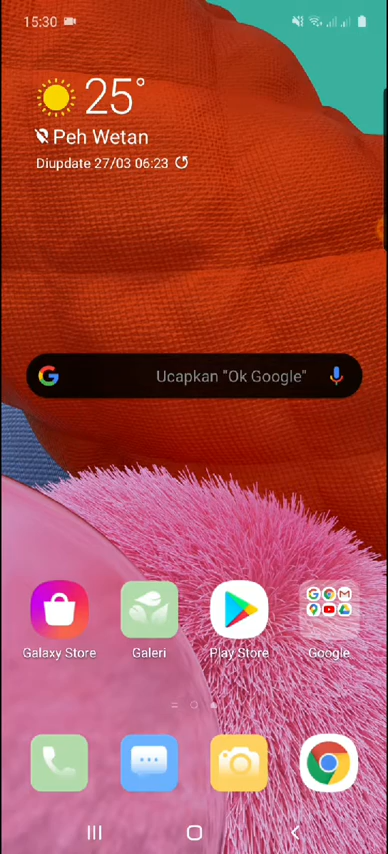 15:30
25°
Peh Wetan
Diupdate 27/03 06:23
Ucapkan "Ok Google"
Galaxy Store
Galeri
Play Store
Google